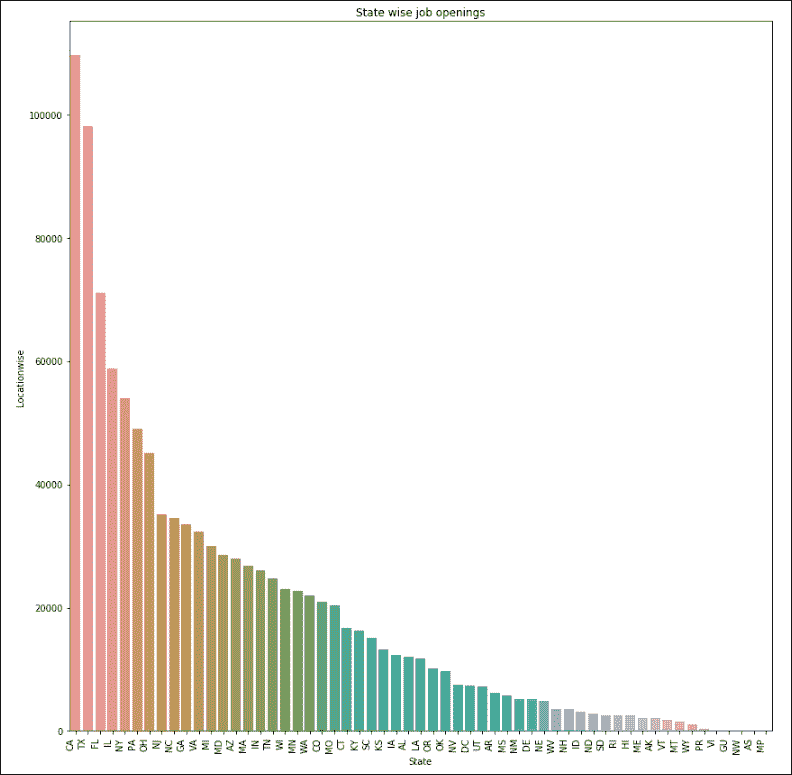 State wise job openings
100000
80000
60000
40000
20000
0
Locationwise
CA TX FL IL NY PA OH NJ NC GA VA MI MD AZ MA IN TN WI MN WA CO MO CT KY SC KS IA AL LA OR OK NV DC UT AR MS NM DE NE WV NH ID ND SD RI HI ME AK VT MT WY PR VI GU NW AS MP
State